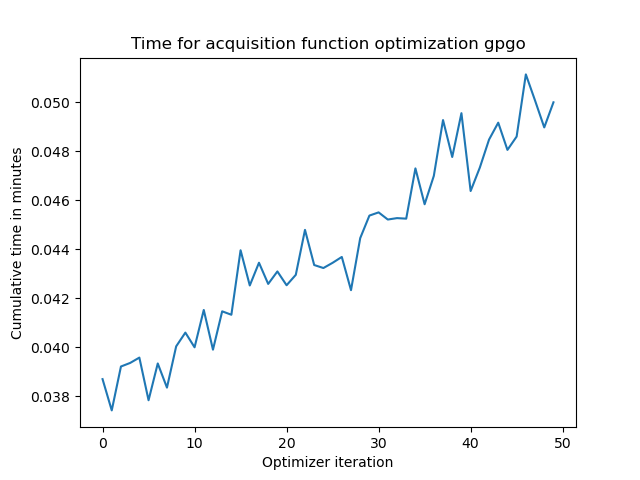 Time for acquisition function optimization gpgo
Cumulative time in minutes
0.050
0.048
0.046
0.044
0.042
0.040
0.038
0 10 20 30 40 50
Optimizer iteration